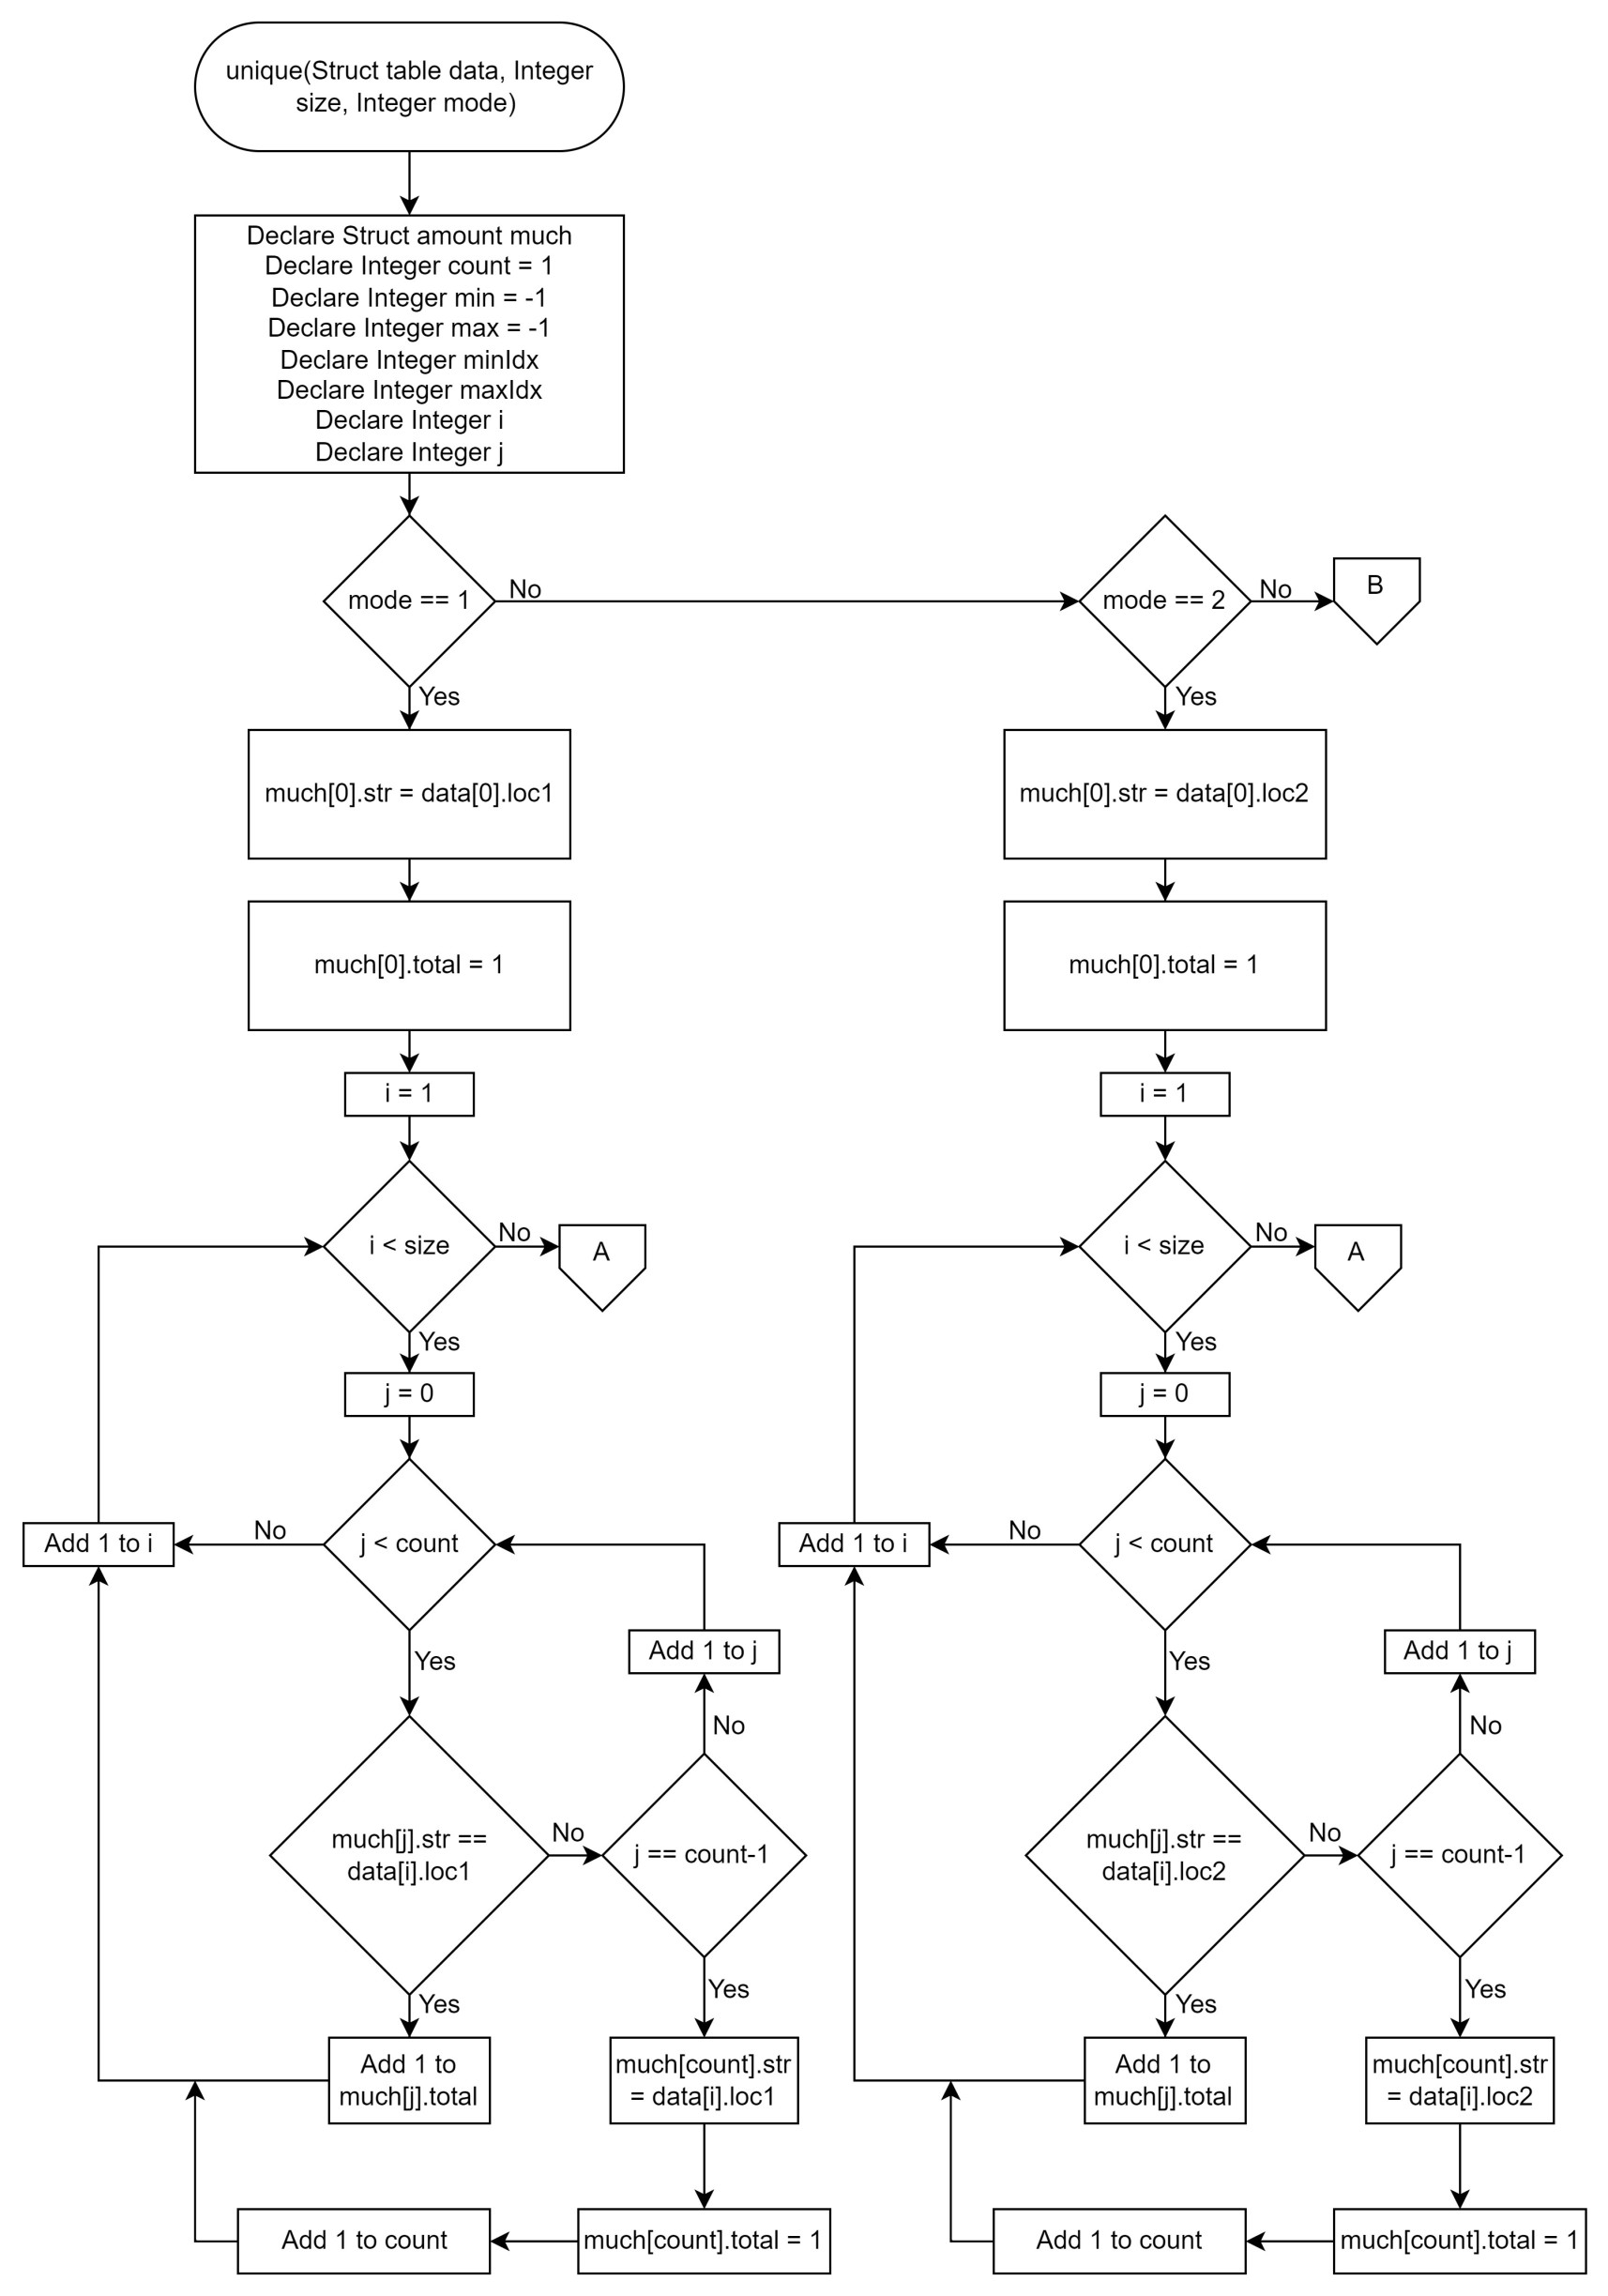 unique(Struct table data, Integer
size, Integer mode)
Declare Struct amount much
Declare Integer count = 1
Declare Integer min = -1
Declare Integer max = -1
Declare Integer minIdx
Declare Integer maxIdx
Declare Integer i
Declare Integer j
mode == 1
No
Yes
much[0].str = data[0].loc1
much[0].total = 1
i = 1
i < size
No
A
Yes
j = 0
j < count
No
Add 1 to i
Yes
Add 1 to j
No
much[j].str ==
data[i].loc1
No
j == count-1
Yes
Yes
Add 1 to
much[j].total
much[count].str
= data[i].loc1
Add 1 to count
much[count].total = 1
mode == 2
No
B
Yes
much[0].str = data[0].loc2
much[0].total = 1
i = 1
i < size
No
A
Yes
j = 0
j < count
No
Add 1 to i
Yes
Add 1 to j
No
much[j].str ==
data[i].loc2
No
j == count-1
Yes
Yes
Add 1 to
much[j].total
much[count].str
= data[i].loc2
Add 1 to count
much[count].total = 1